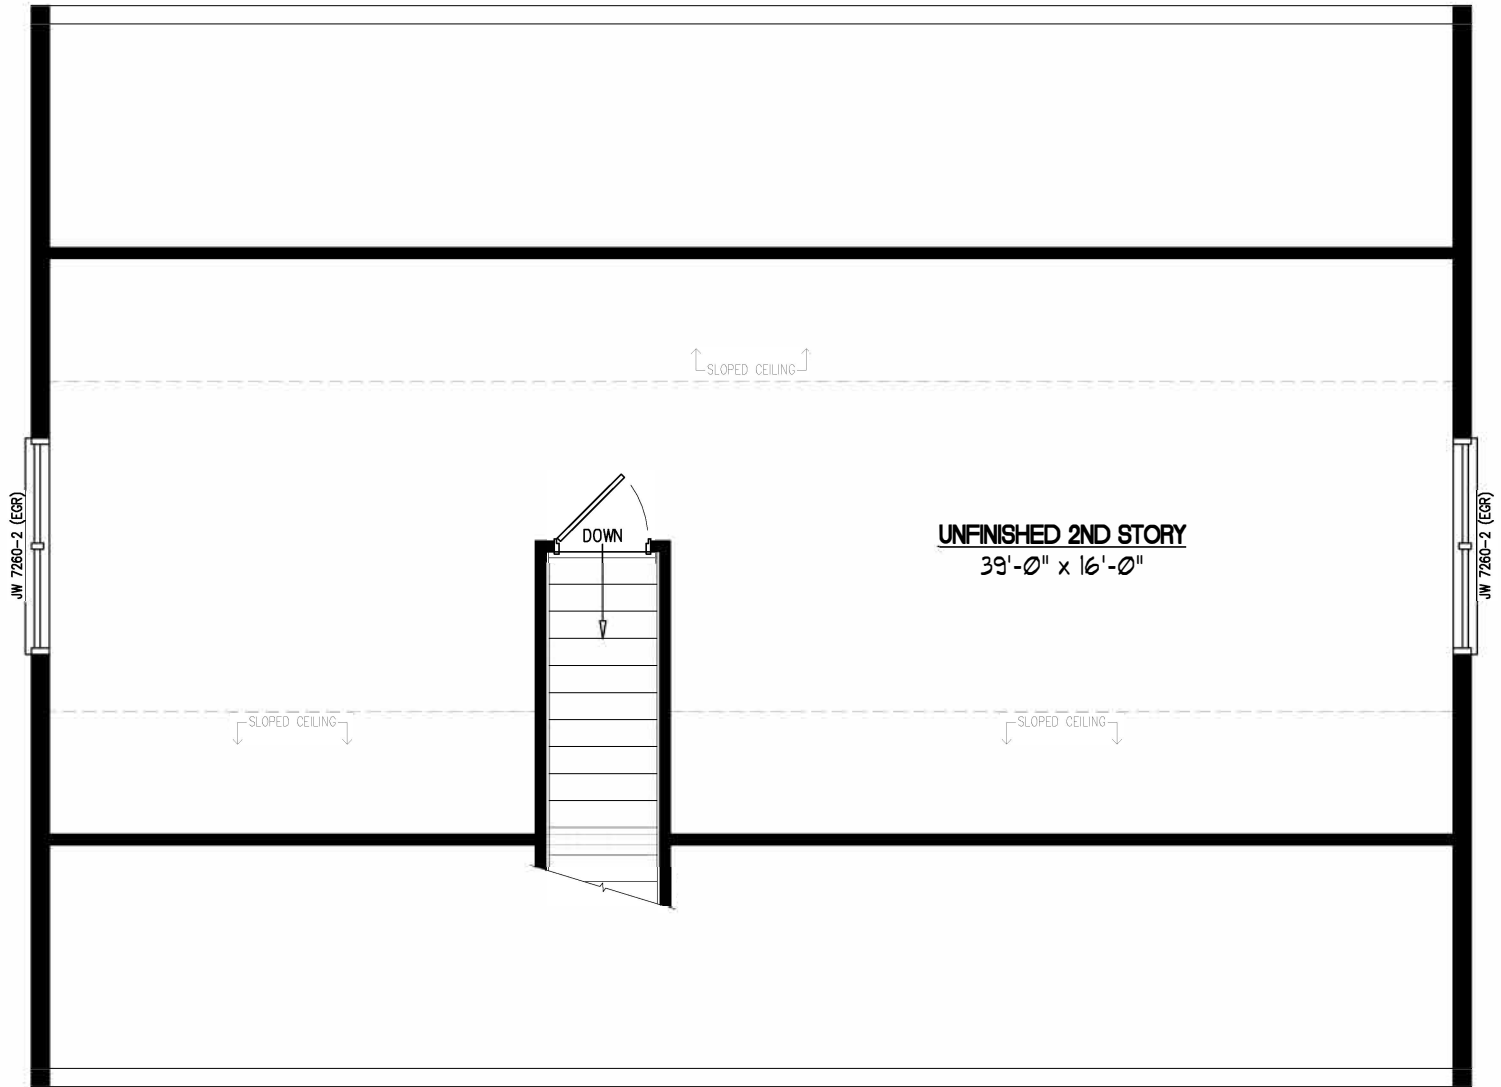 SLOPED CEILING
JW 7260-2 (EGR)
DOWN
UNFINISHED 2ND STORY
39'-0" x 16'-0"
JW 7260-2 (EGR)
SLOPED CEILING
SLOPED CEILING